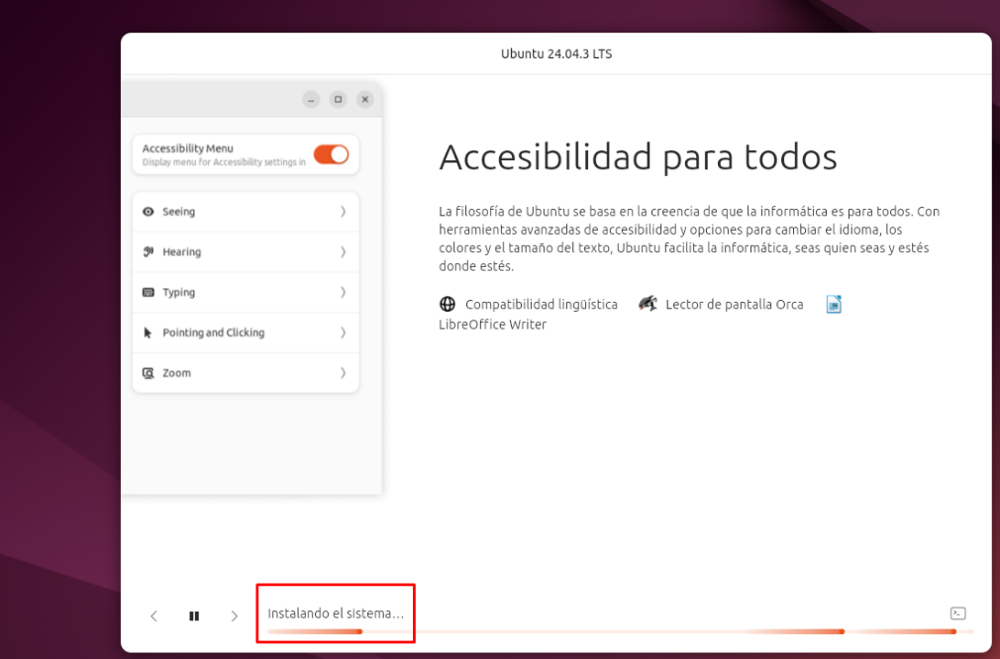 Ubuntu 24.04.3 LTS
Accessibility Menu
Display menu for Accessibility settings in
Seeing
Hearing
Typing
Pointing and Clicking
Zoom
Accesibilidad para todos
La filosofía de Ubuntu se basa en la creencia de que la informática es para todos. Con
herramientas avanzadas de accesibilidad y opciones para cambiar el idioma, los
colores y el tamaño del texto, Ubuntu facilita la informática, seas quien seas y estés
donde estés.
Compatibilidad lingüística Lector de pantalla Orca
LibreOffice Writer
Instalando el sistema...